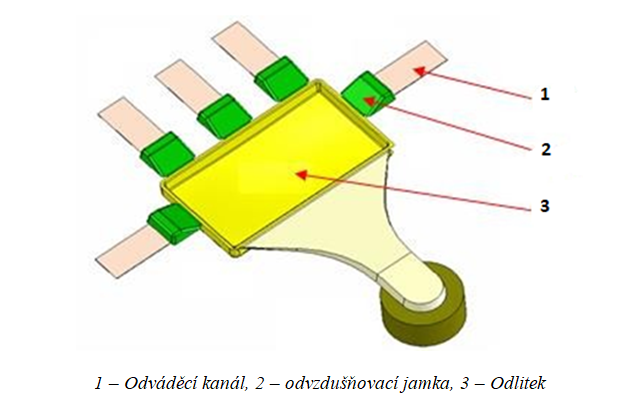 1
2
3
1 – Odváděcí kanál, 2 – odvzdušňovací jamka, 3 – Odlitek